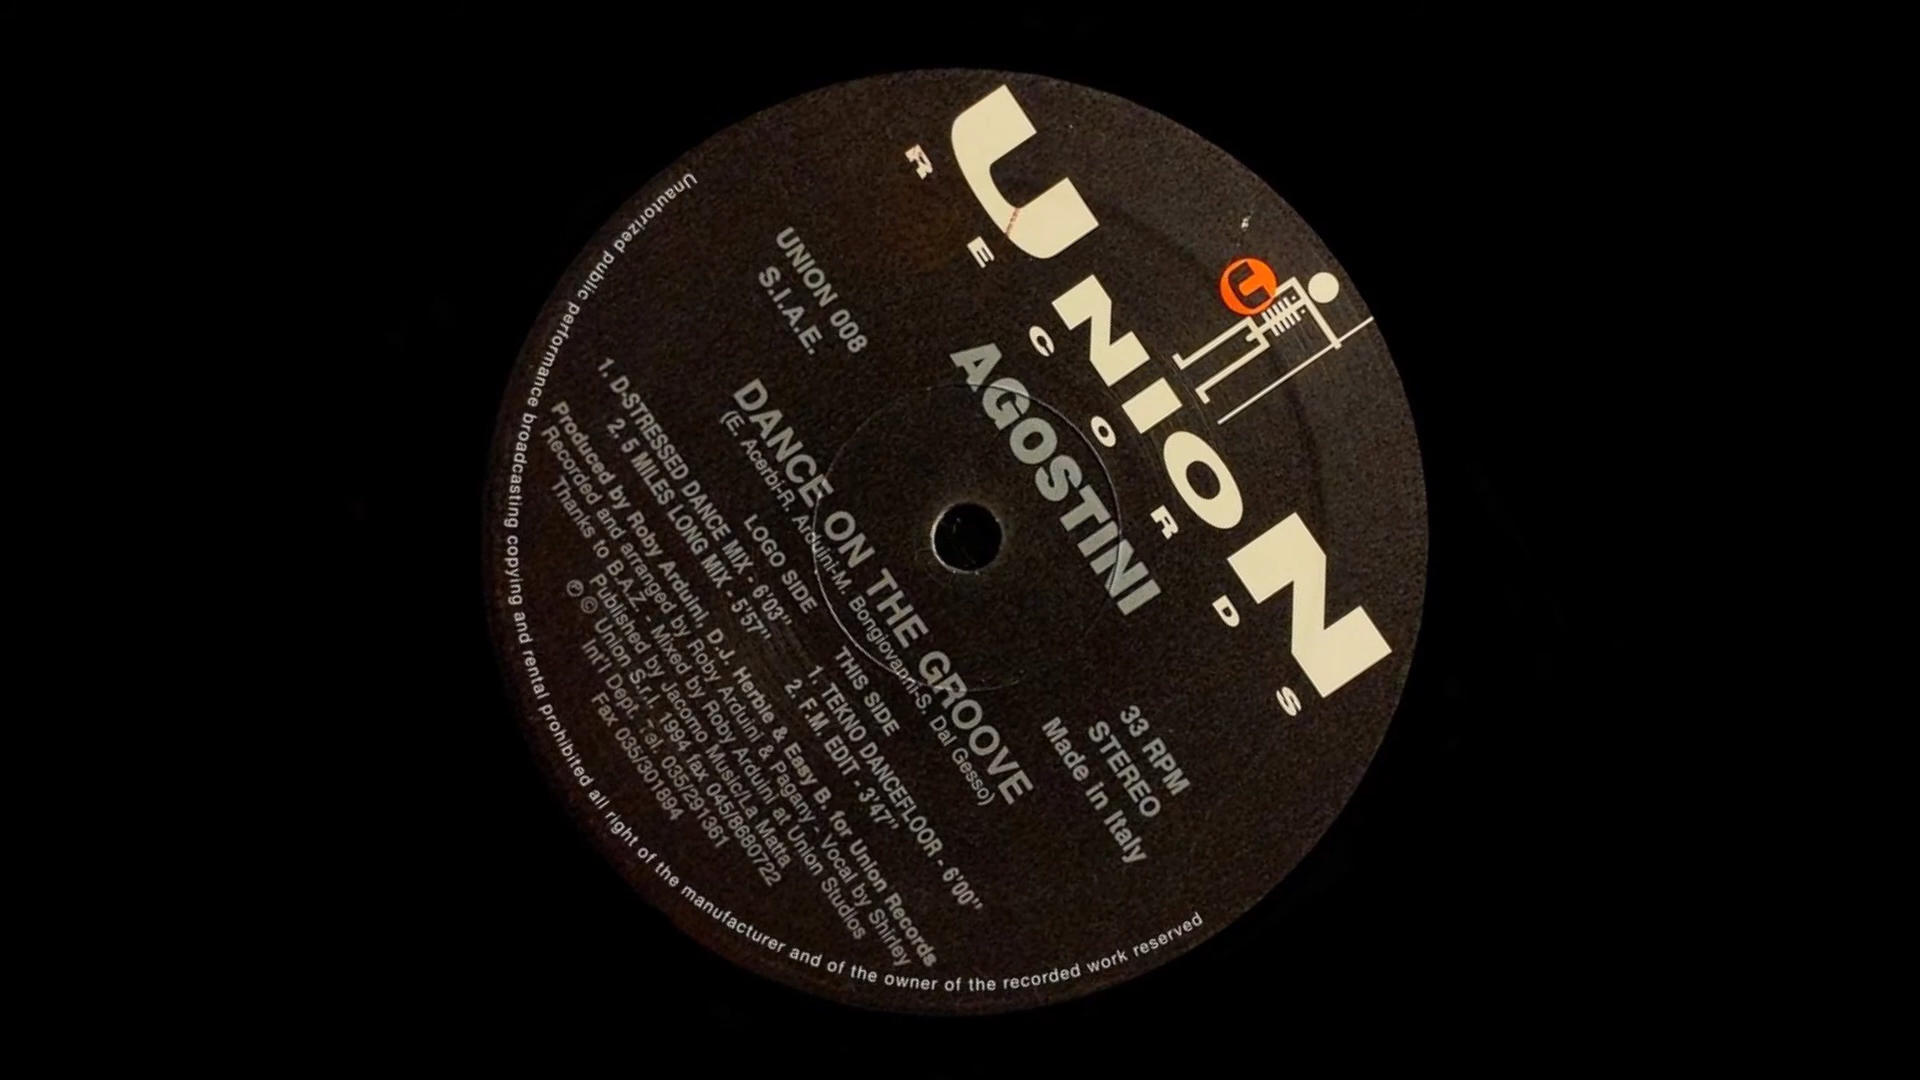 UNION
RECORDS
AGOSTINI
UNION 008
S.I.A.E.
33 RPM
STEREO
Made in Italy
DANCE ON THE GROOVE
(E. Acerbi-R. Arduini-M. Bongiovanni-S. Dal Gesso)
LOGO SIDE
1. D-STRESSED DANCE MIX - 6'03"
2. 5 MILES LONG MIX - 5'57"
THIS SIDE
1. TEKNO DANCEFLOOR - 6'00"
2. F.M. EDIT - 3'47"
Produced by Roby Arduini, D.J. Herbie & Easy B. for Union Records
Recorded and arranged by Roby Arduini & Pagany - Vocal by Shirley
Thanks to B.A.Z. - Mixed by Roby Arduini at Union Studios
Published by Jacomo Music/La Matta
℗ © Union S.r.l. 1994 fax 045/8680722
Int'l Dept. Tel. 035/291361
Fax 035/301894
Unautorized public performance broadcasting copying and rental prohibited all right of the manufacturer and of the owner of the recorded work reserved